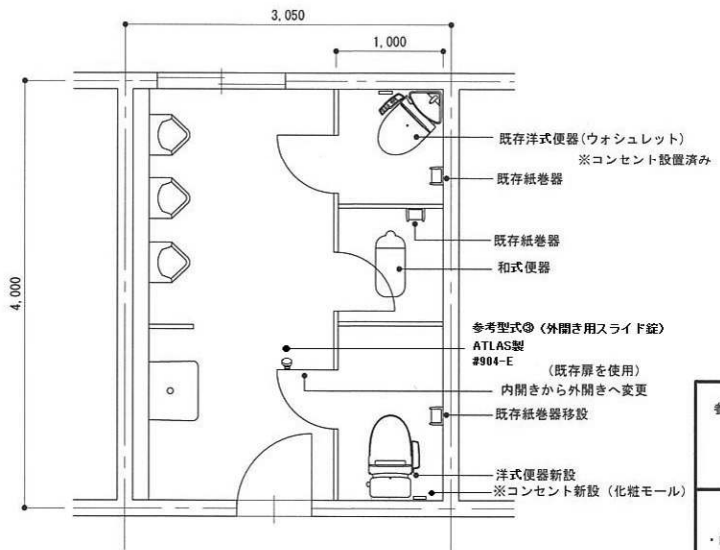 3,050
1,000
4,000
既存洋式便器(ウォシュレット)
※コンセント設置済み
既存紙巻器
既存紙巻器
和式便器
参考型式③(外開き用スライド錠)
ATLAS製
#904-E
(既存扉を使用)
内開きから外開きへ変更
既存紙巻器移設
洋式便器新設
※コンセント新設(化粧モール)